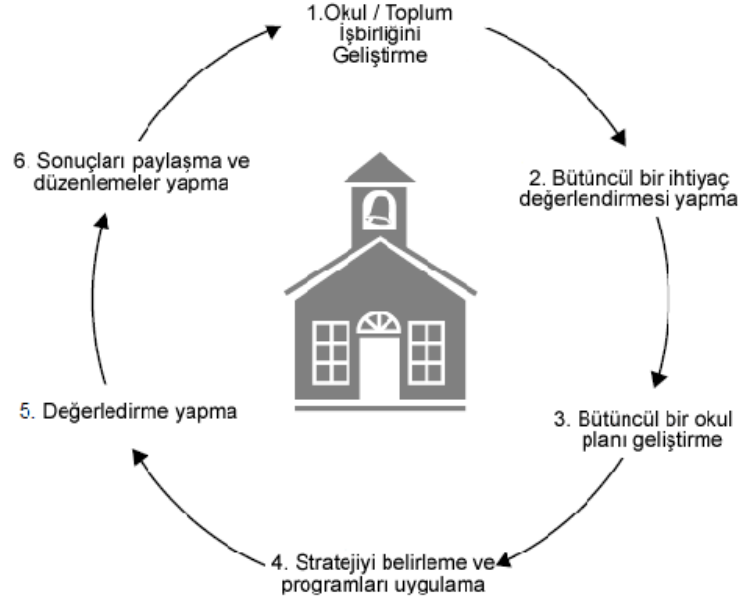 1.Okul / Toplum
İşbirliğini
Geliştirme
2. Bütüncül bir ihtiyaç
değerlendirmesi yapma
3. Bütüncül bir okul
planı geliştirme
4. Stratejiyi belirleme ve
programları uygulama
5. Değerledirme yapma
6. Sonuçları paylaşma ve
düzenlemeler yapma